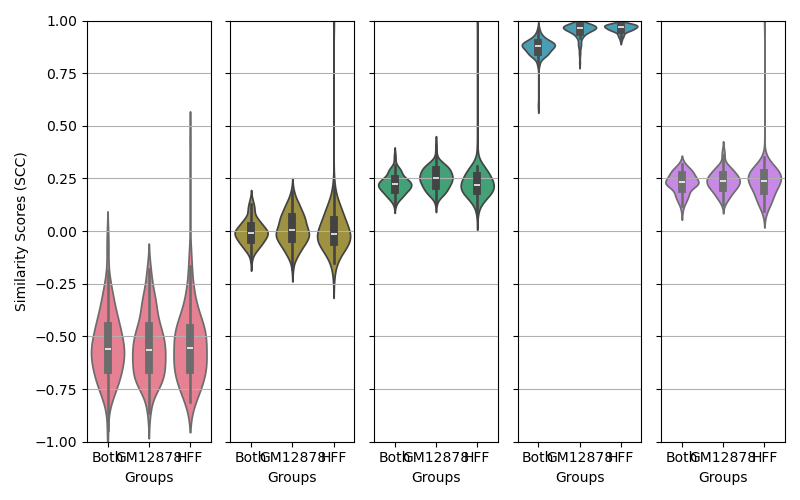 1.00
0.75
0.50
0.25
0.00
−0.25
−0.50
−0.75
−1.00
Similarity Scores (SCC)
Both GM12878 HFF
Groups
Both GM12878 HFF
Groups
Both GM12878 HFF
Groups
Both GM12878 HFF
Groups
Both GM12878 HFF
Groups